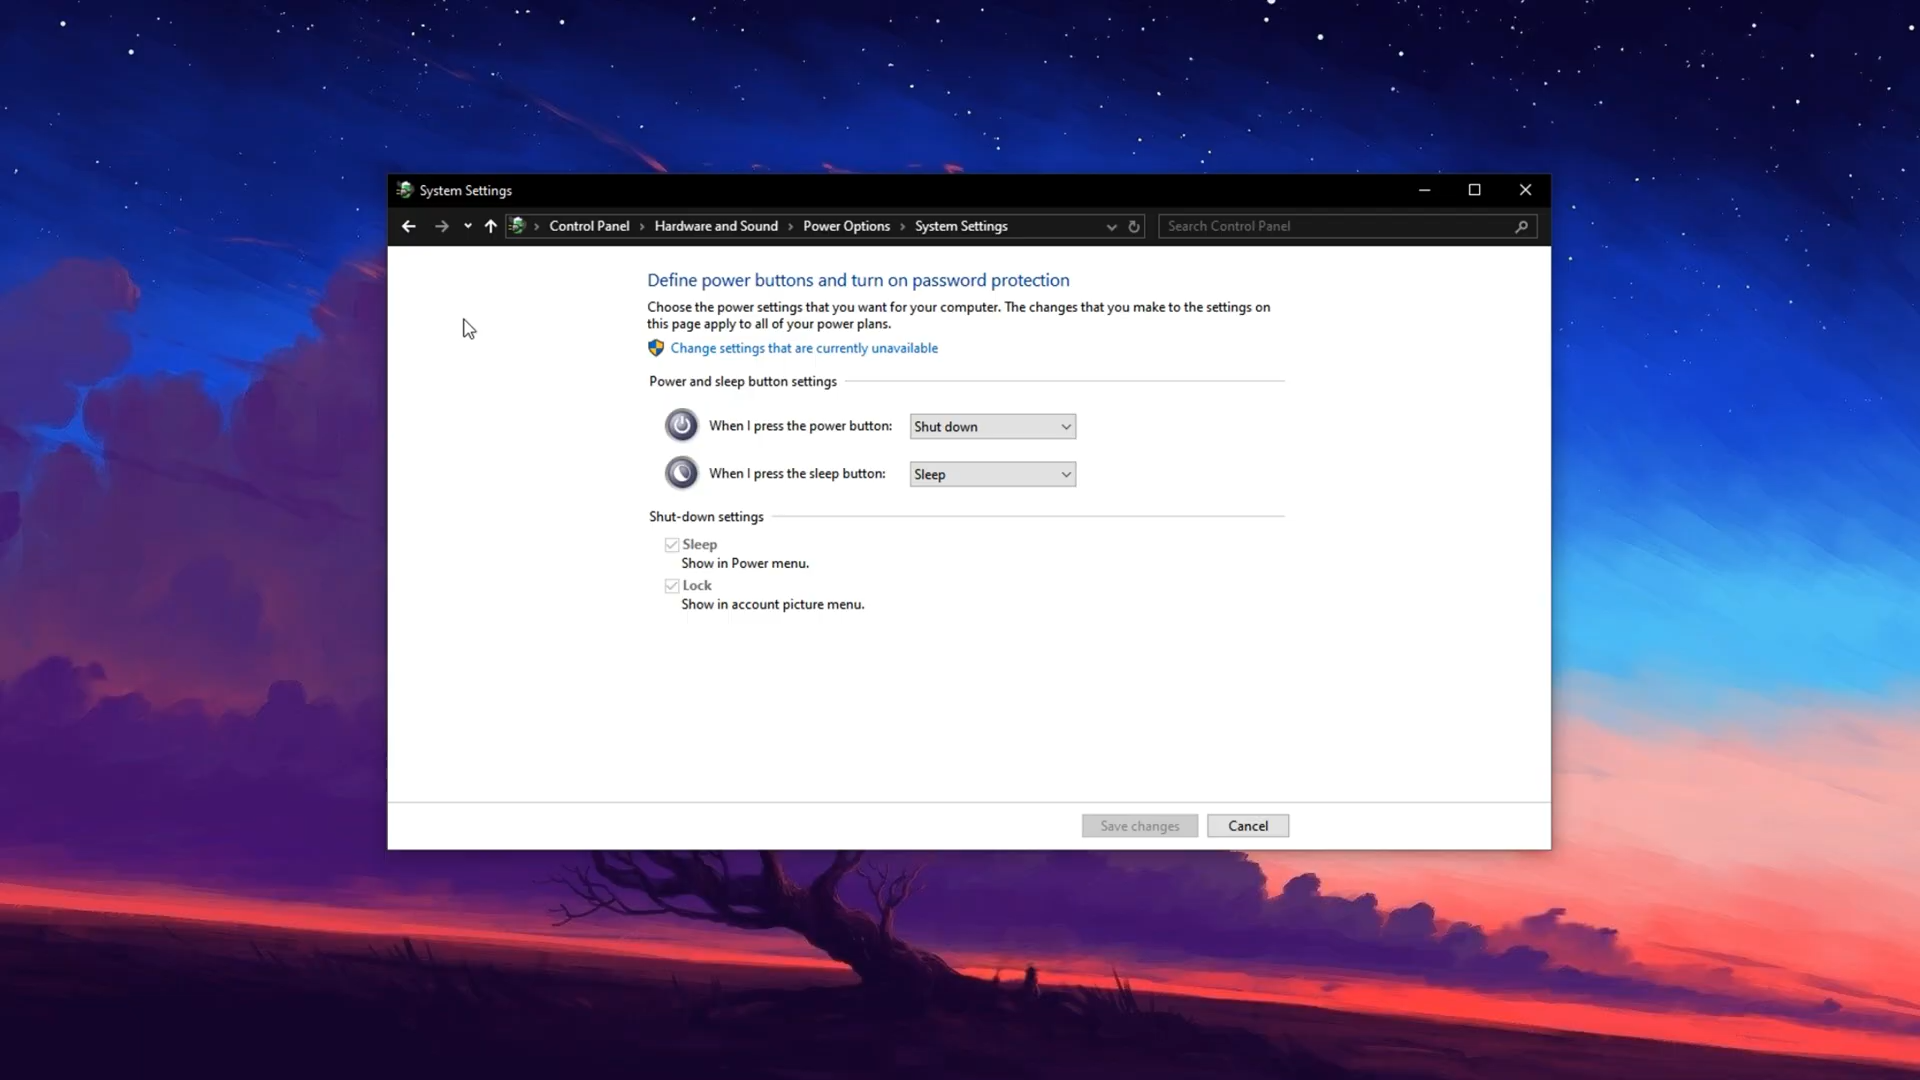 System Settings
Control Panel > Hardware and Sound > Power Options > System Settings
Search Control Panel
Define power buttons and turn on password protection
Choose the power settings that you want for your computer. The changes that you make to the settings on
this page apply to all of your power plans.
Change settings that are currently unavailable
Power and sleep button settings
When I press the power button: Shut down
When I press the sleep button: Sleep
Shut-down settings
Sleep
Show in Power menu.
Lock
Show in account picture menu.
Save changes Cancel